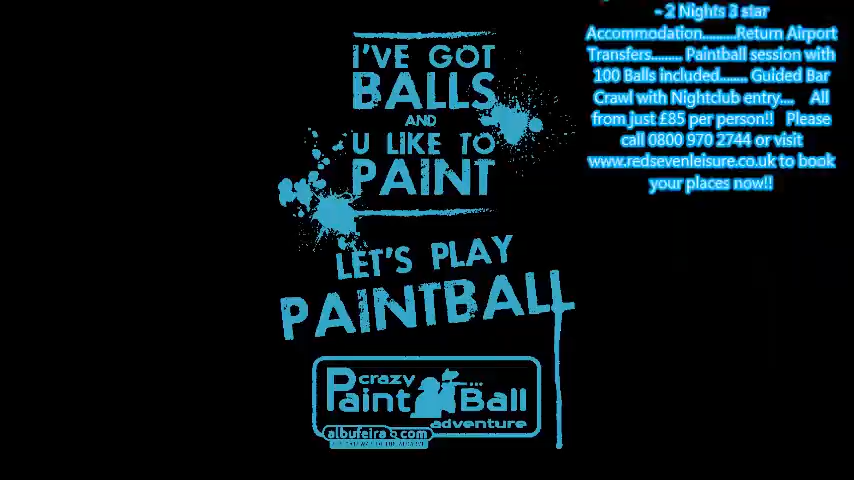 I'VE GOT
BALLS
AND
U LIKE TO
PAINT
LET'S PLAY
PAINTBALL
crazy
Paint Ball
adventure
albufeira.com
- 2 Nights 3 star
Accommodation.........Return Airport
Transfers........ Paintball session with
100 Balls included....... Guided Bar
Crawl with Nightclub entry.... All
from just £85 per person!! Please
call 0800 970 2744 or visit
www.redsevenleisure.co.uk to book
your places now!!